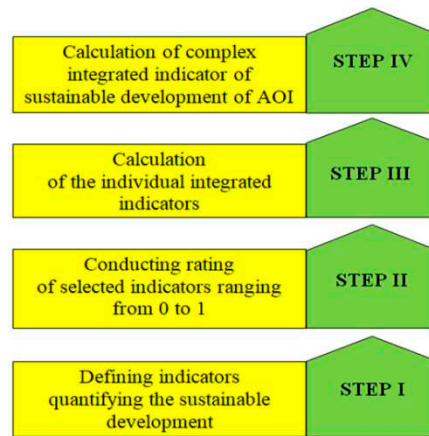 Calculation of complex
integrated indicator of
sustainable development of AOI
STEP IV
Calculation
of the individual integrated
indicators
STEP III
Conducting rating
of selected indicators ranging
from 0 to 1
STEP II
Defining indicators
quantifying the sustainable
development
STEP I